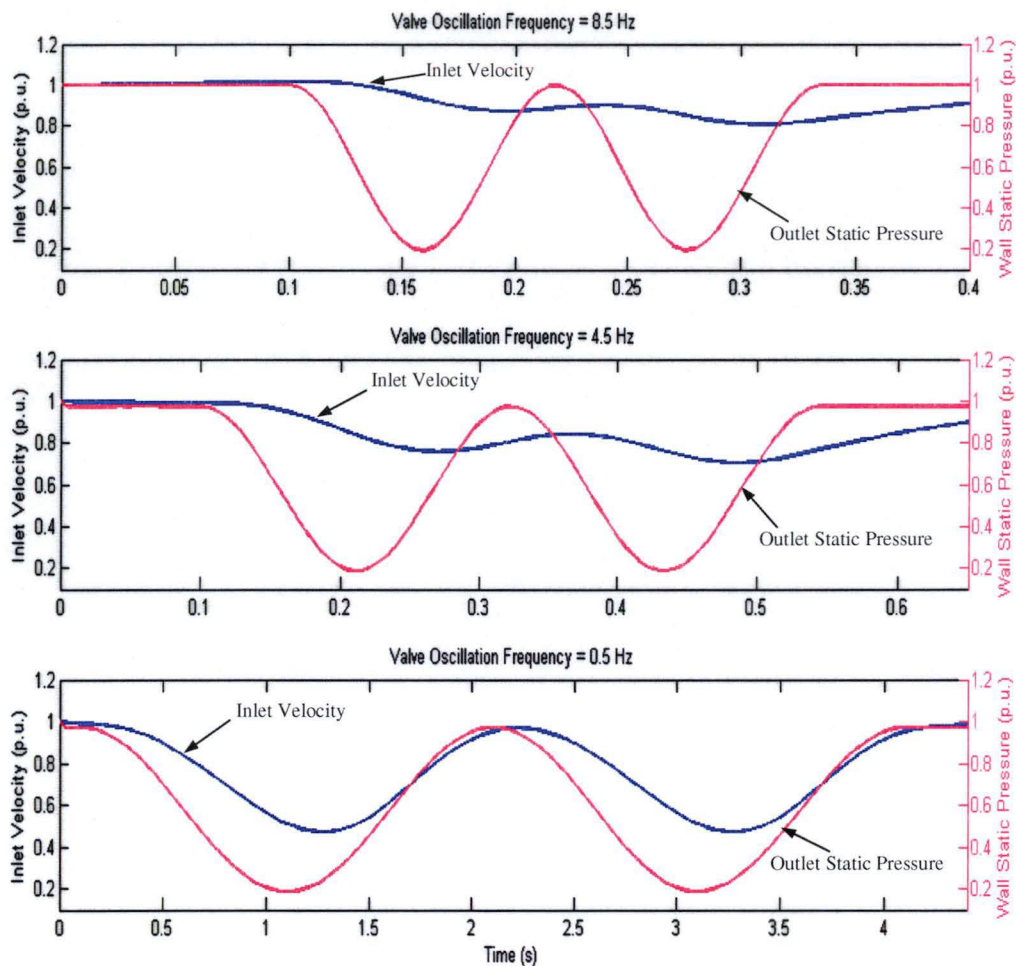 Valve Oscillation Frequency = 8.5 Hz
Inlet Velocity (p.u.)
1.2
1
0.8
0.6
0.4
0.2
Inlet Velocity
Outlet Static Pressure
1.2
1
0.8
0.6
0.4
0.2
Wall Static Pressure (p.u.)
0 0.05 0.1 0.15 0.2 0.25 0.3 0.35 0.4
Valve Oscillation Frequency = 4.5 Hz
Inlet Velocity (p.u.)
1.2
1
0.8
0.6
0.4
0.2
Inlet Velocity
Outlet Static Pressure
1.2
1
0.8
0.6
0.4
0.2
Wall Static Pressure (p.u.)
0 0.1 0.2 0.3 0.4 0.5 0.6
Valve Oscillation Frequency = 0.5 Hz
Inlet Velocity (p.u.)
1.2
1
0.8
0.6
0.4
0.2
Inlet Velocity
Outlet Static Pressure
1.2
1
0.8
0.6
0.4
0.2
Wall Static Pressure (p.u.)
0 0.5 1 1.5 2 2.5 3 3.5 4
Time (s)